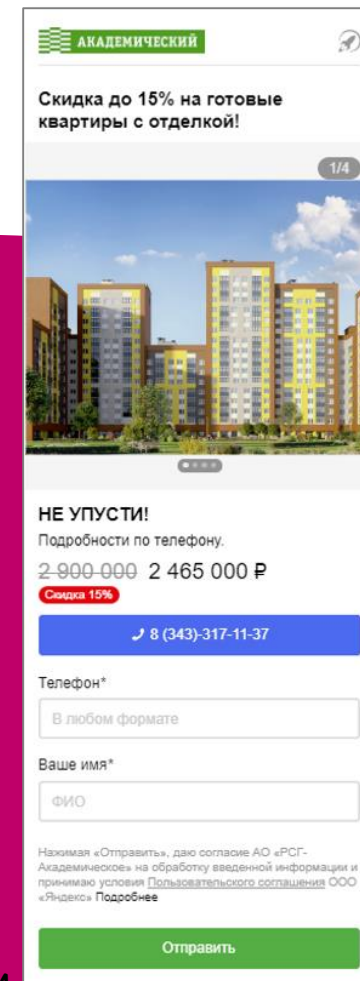 АКАДЕМИЧЕСКИЙ
Скидка до 15% на готовые
квартиры с отделкой!
1/4
НЕ УПУСТИ!
Подробности по телефону.
2 900 000 2 465 000 ₽
Скидка 15%
8 (343)-317-11-37
Телефон*
В любом формате
Ваше имя*
ФИО
Нажимая «Отправить», даю согласие АО «РСГ-
Академическое» на обработку введенной информации и
принимаю условия Пользовательского соглашения ООО
«Яндекс» Подробнее
Отправить